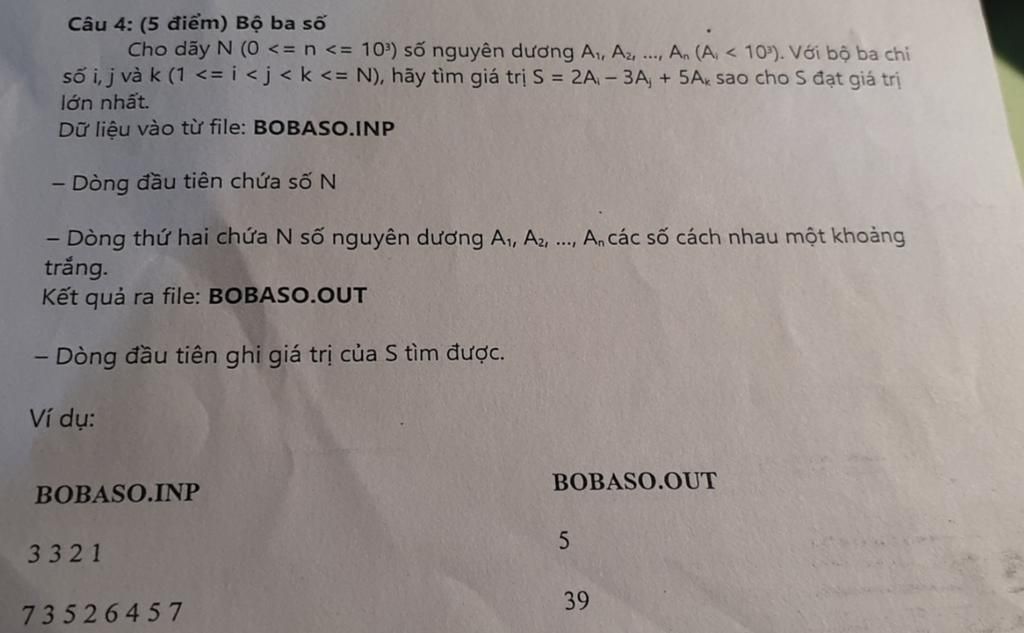 Câu 4: (5 điểm) Bộ ba số
Cho dãy N (0 <= n <= 10³) số nguyên dương A₁, A₂, ..., Aₙ (Aᵢ < 10³). Với bộ ba chỉ
số i, j và k (1 <= i < j < k <= N), hãy tìm giá trị S = 2Aᵢ – 3Aⱼ + 5Aₖ sao cho S đạt giá trị
lớn nhất.
Dữ liệu vào từ file: BOBASO.INP
– Dòng đầu tiên chứa số N
– Dòng thứ hai chứa N số nguyên dương A₁, A₂, ..., Aₙ các số cách nhau một khoảng
trắng.
Kết quả ra file: BOBASO.OUT
– Dòng đầu tiên ghi giá trị của S tìm được.
Ví dụ:
BOBASO.INP BOBASO.OUT
3 3 2 1 5
7 3 5 2 6 4 5 7 39